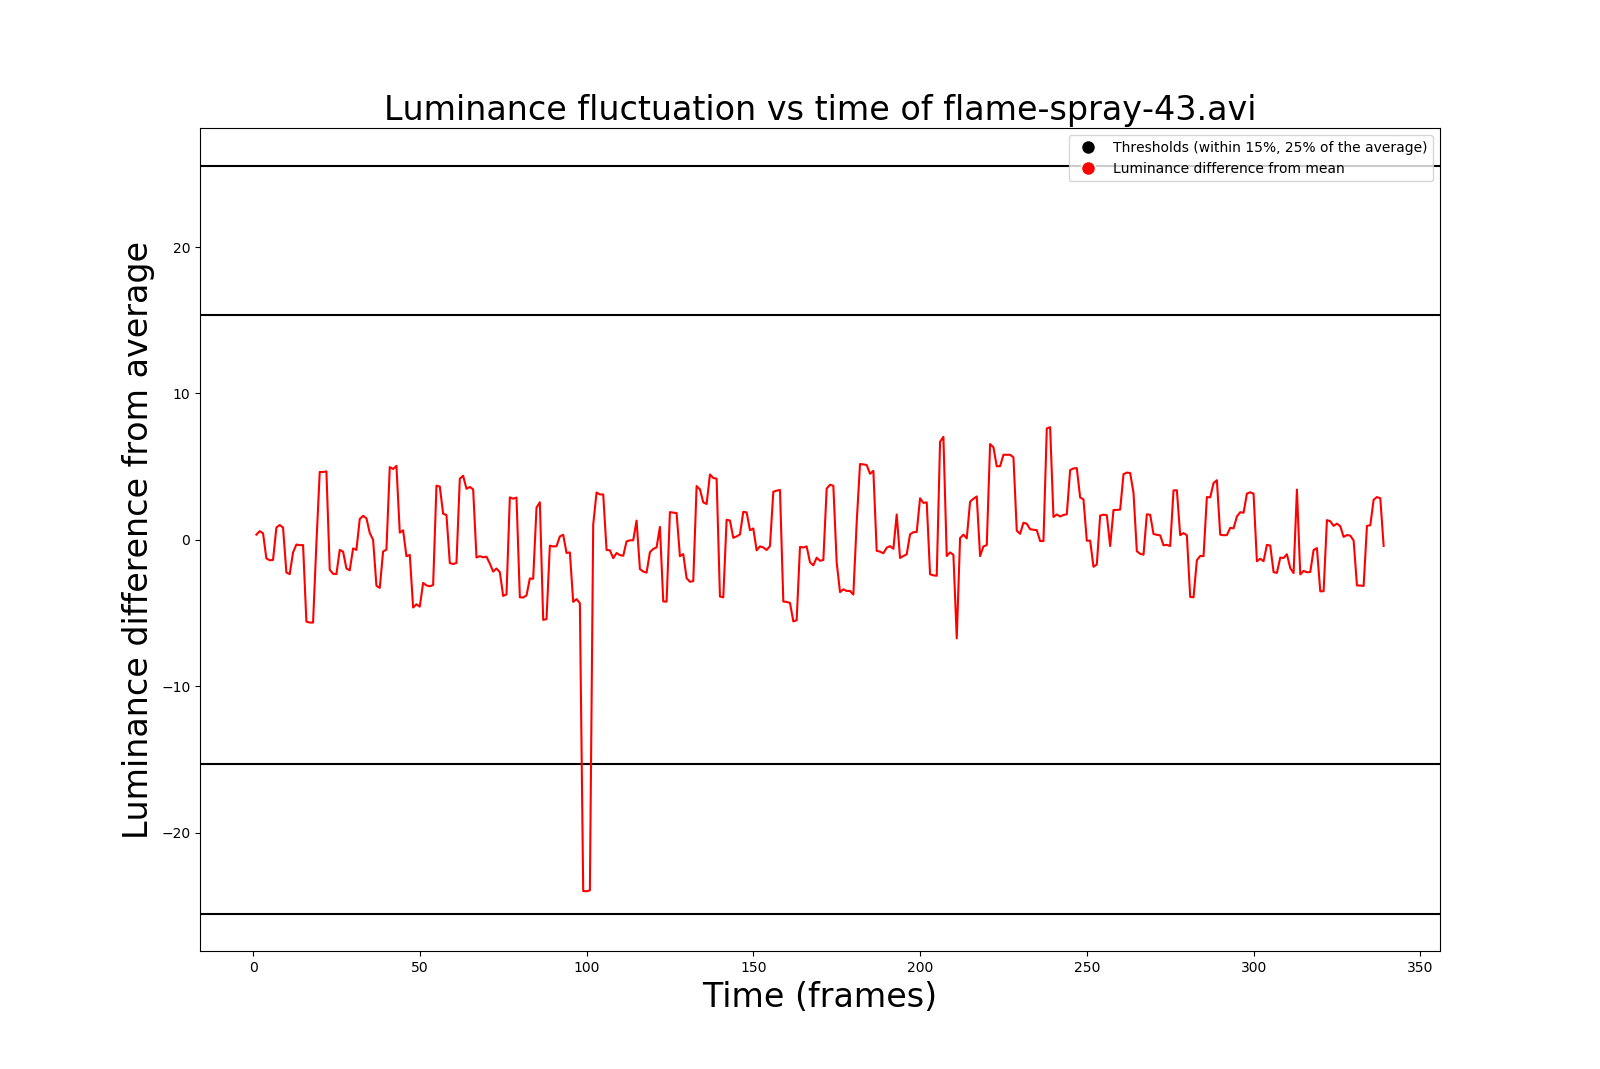 Luminance fluctuation vs time of flame-spray-43.avi
Thresholds (within 15%, 25% of the average)
Luminance difference from mean
Luminance difference from average
20
10
0
−10
−20
0
50
100
150
200
250
300
350
Time (frames)